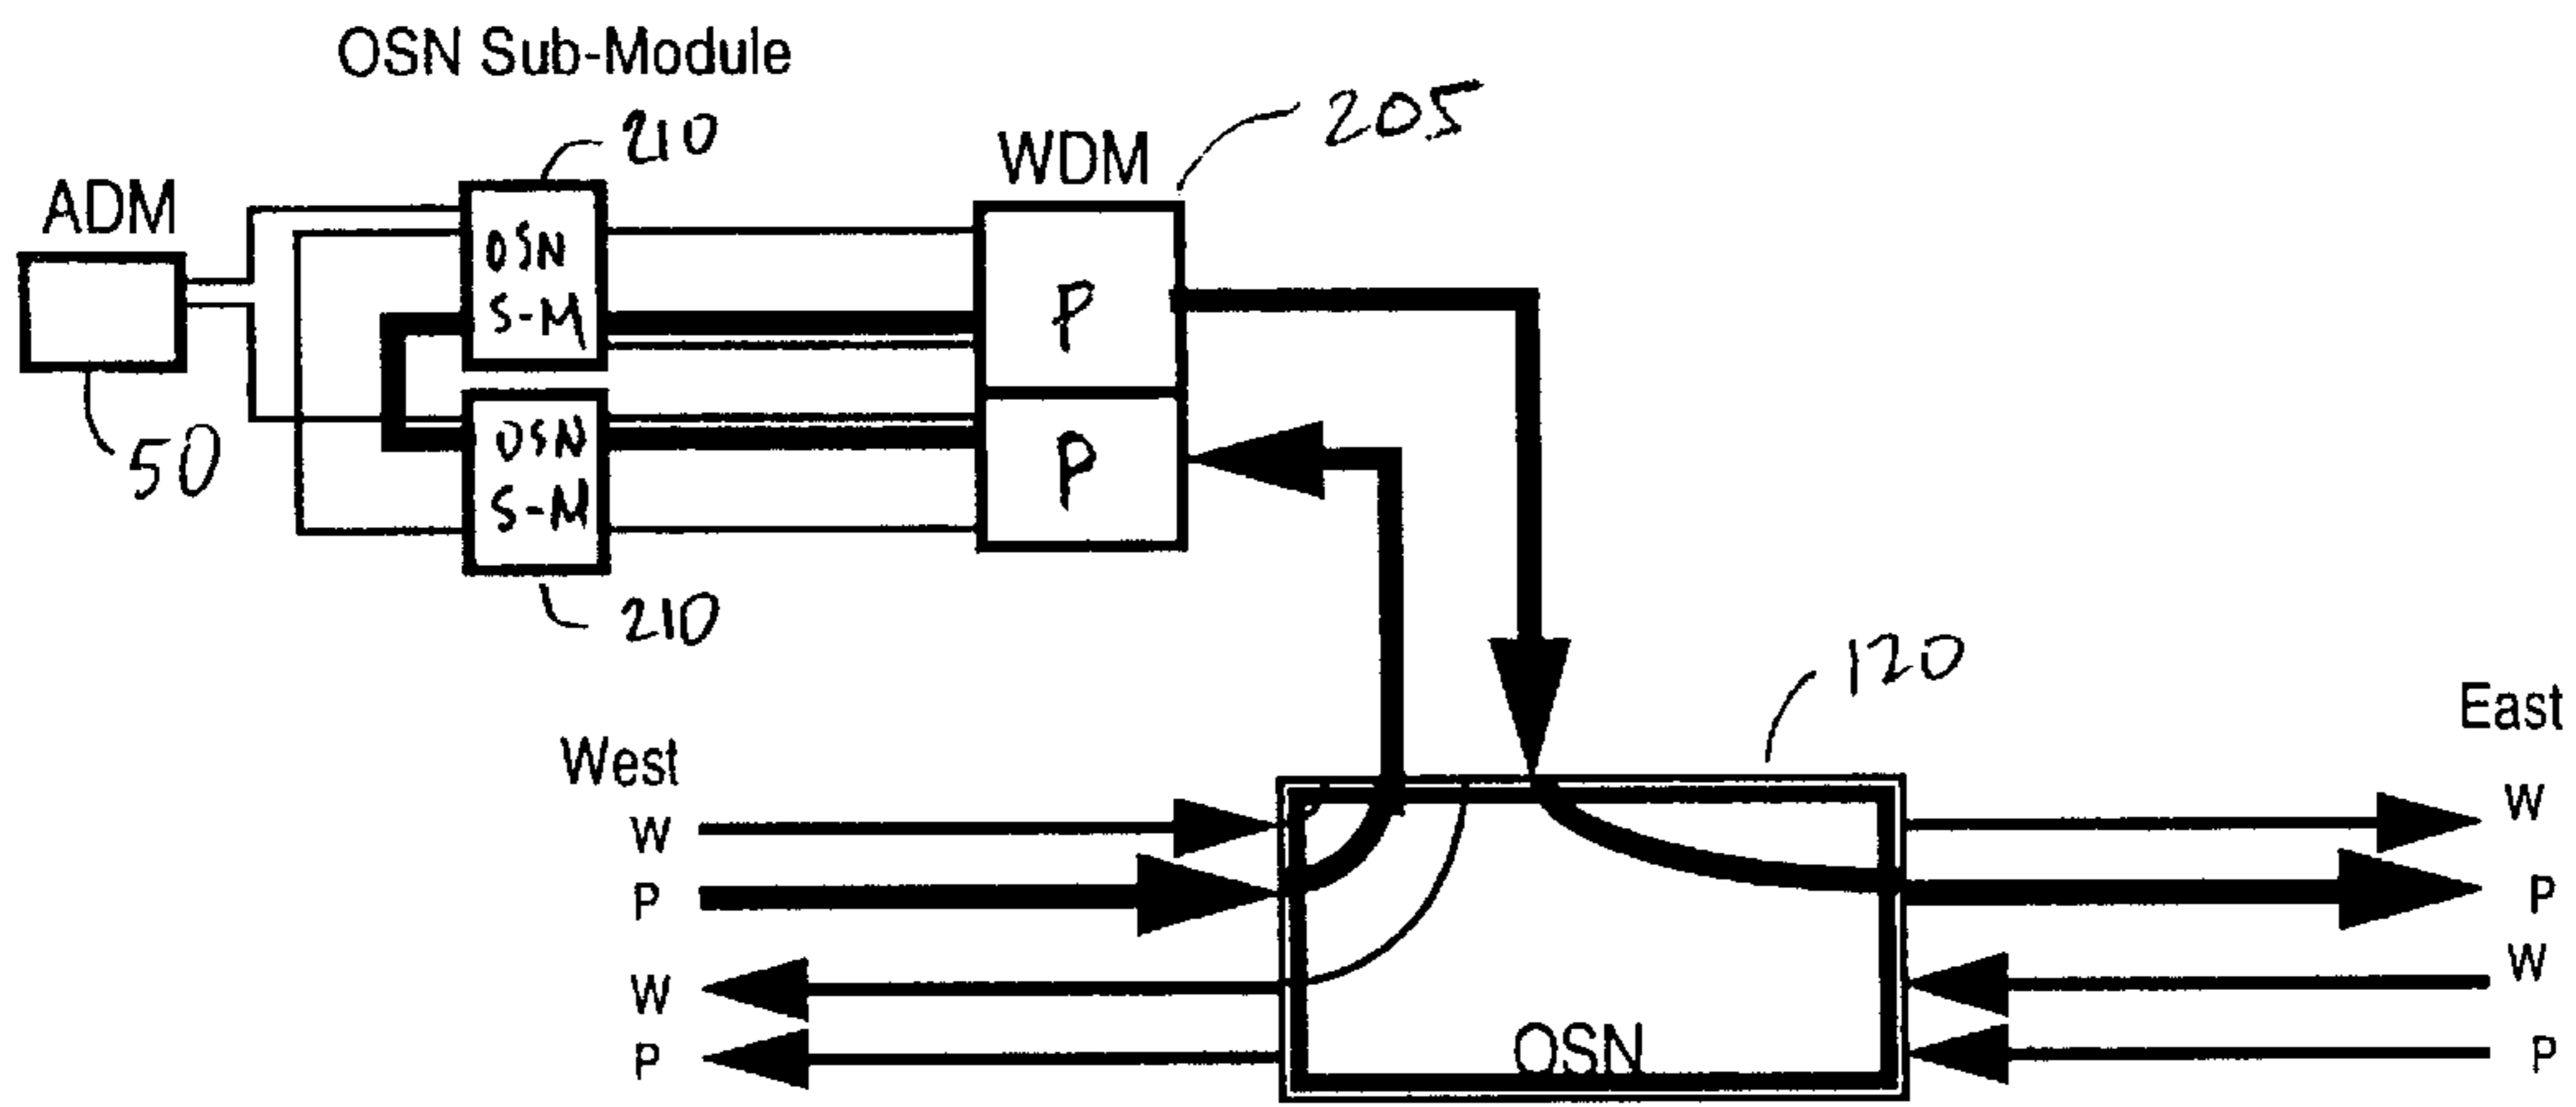 OSN Sub-Module
210
205
WDM
ADM
OSN
S-M
P
50
OSN
S-M
P
210
120
East
West
W
W
P
P
W
W
P
P
OSN